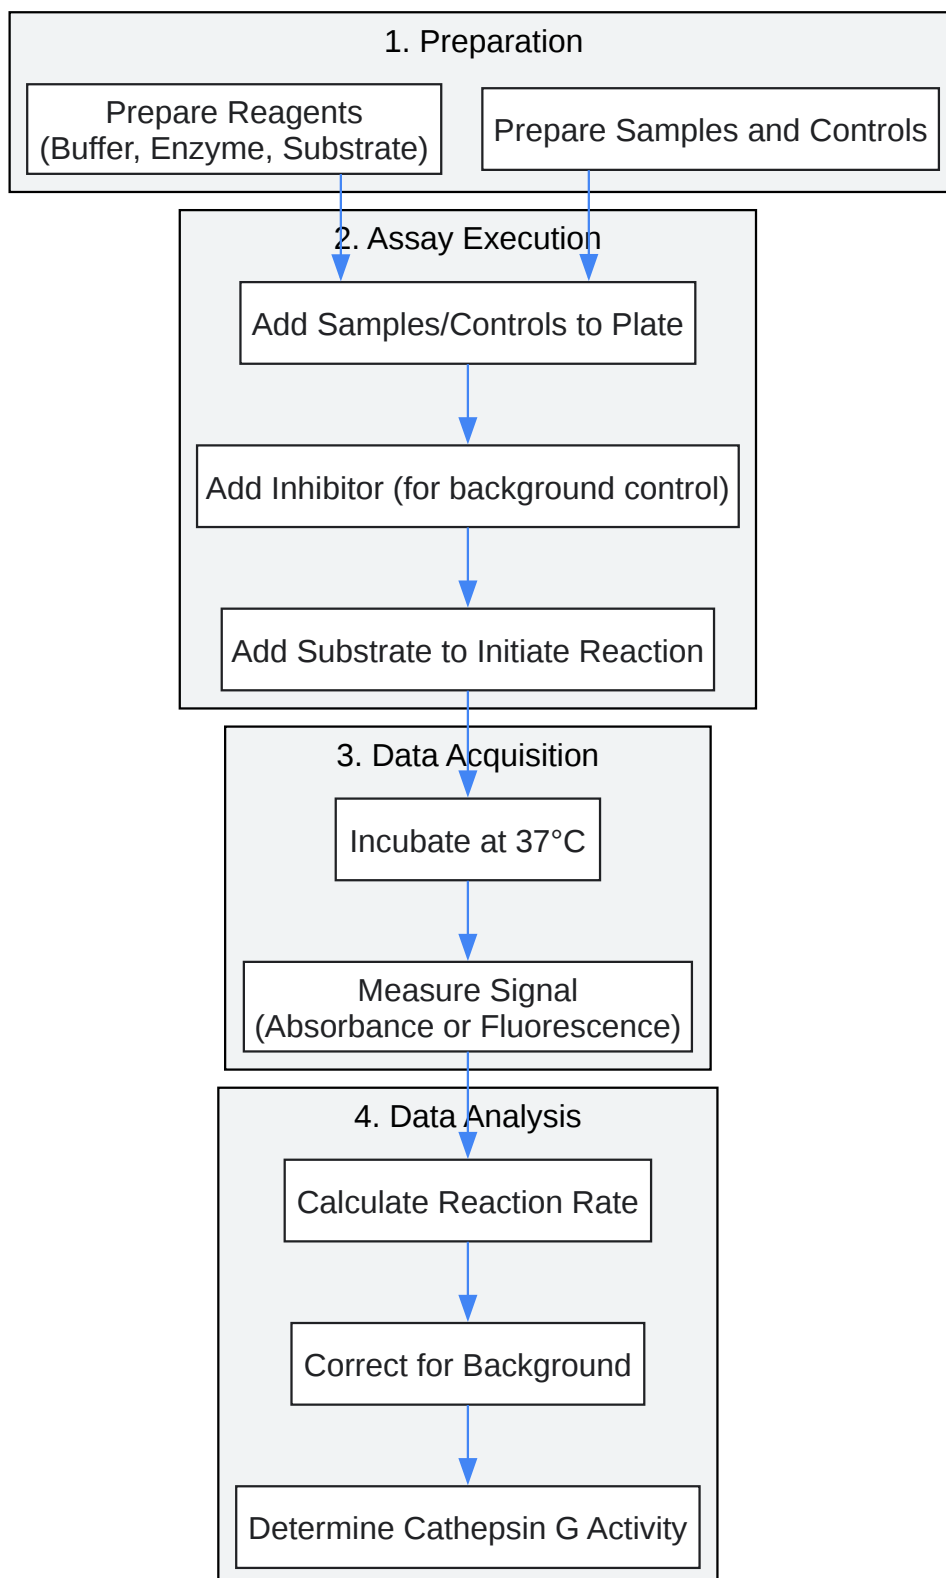 1. Preparation
Prepare Reagents
(Buffer, Enzyme, Substrate)
Prepare Samples and Controls
2. Assay Execution
Add Samples/Controls to Plate
Add Inhibitor (for background control)
Add Substrate to Initiate Reaction
3. Data Acquisition
Incubate at 37°C
Measure Signal
(Absorbance or Fluorescence)
4. Data Analysis
Calculate Reaction Rate
Correct for Background
Determine Cathepsin G Activity